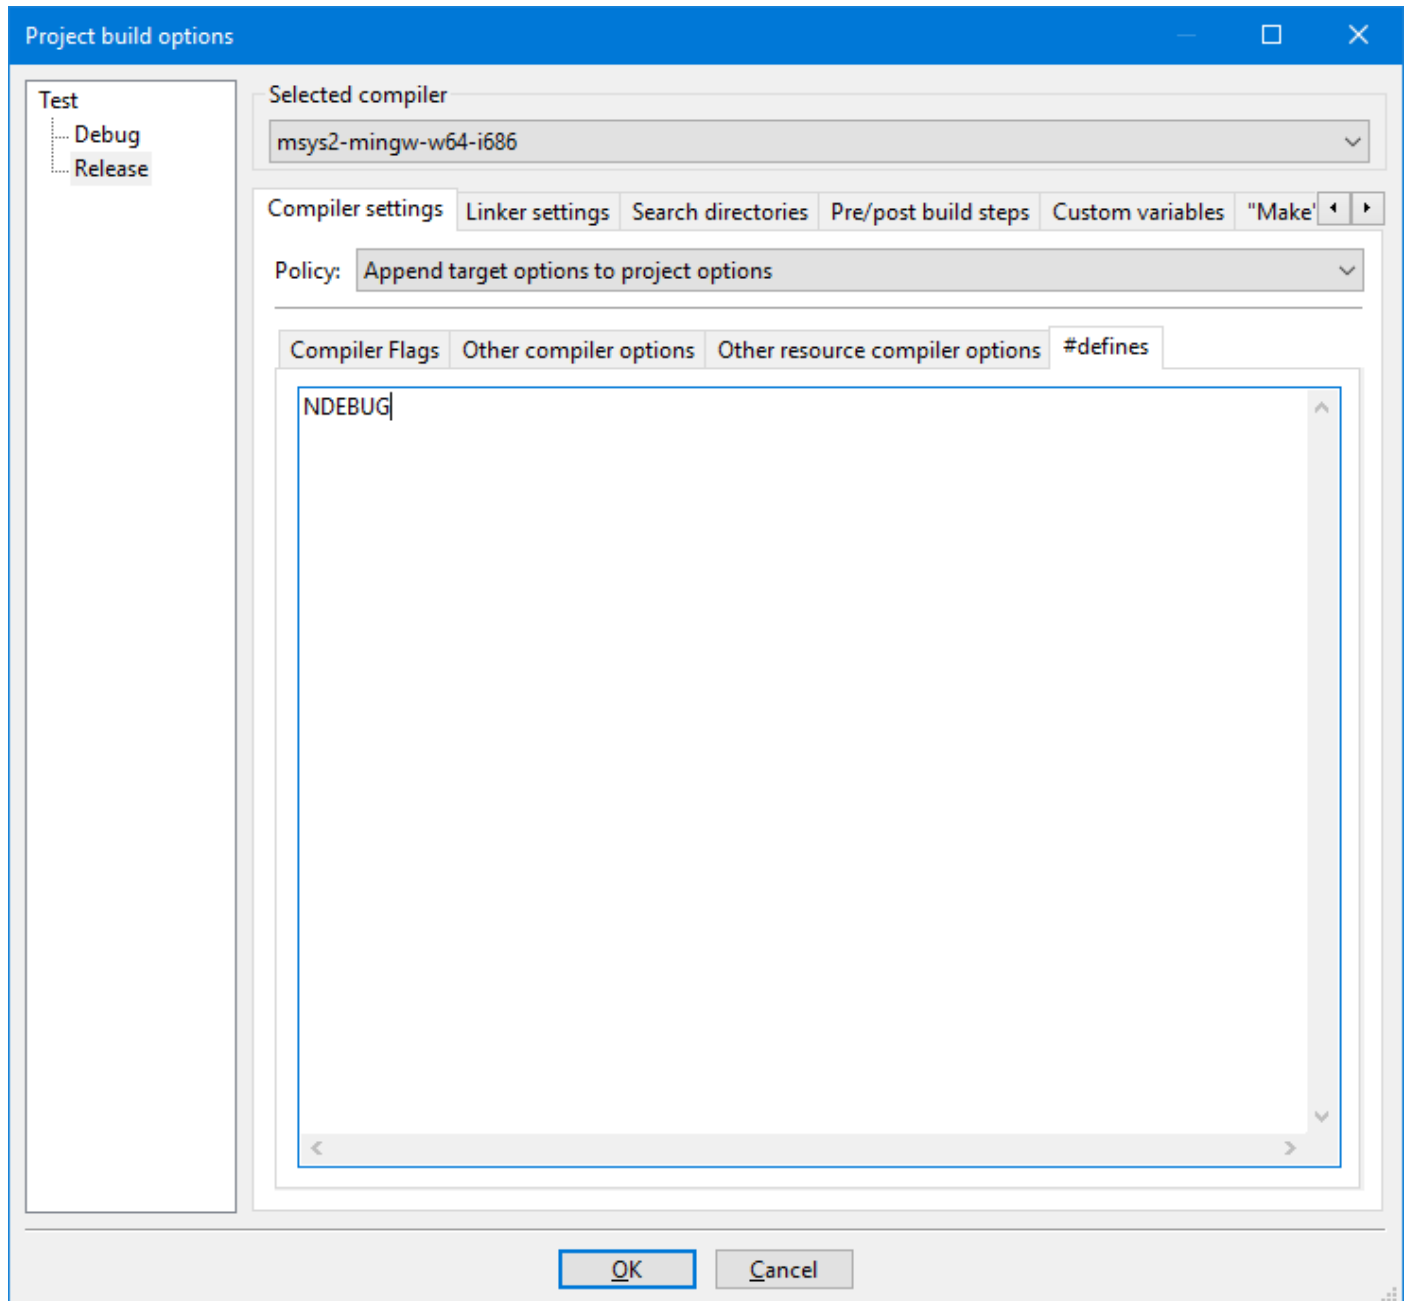 Project build options
Test
Debug
Release
Selected compiler
msys2-mingw-w64-i686
Compiler settings Linker settings Search directories Pre/post build steps Custom variables "Make'
Policy: Append target options to project options
Compiler Flags Other compiler options Other resource compiler options #defines
NDEBUG
OK Cancel